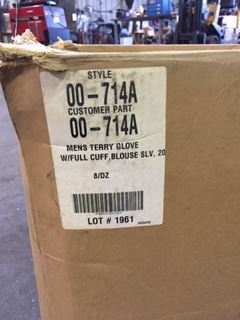 STYLE
00-714A
CUSTOMER PART
00-714A
MENS TERRY GLOVE
W/FULL CUFF,BLOUSE SLV, 20
8/DZ
LOT # 1961